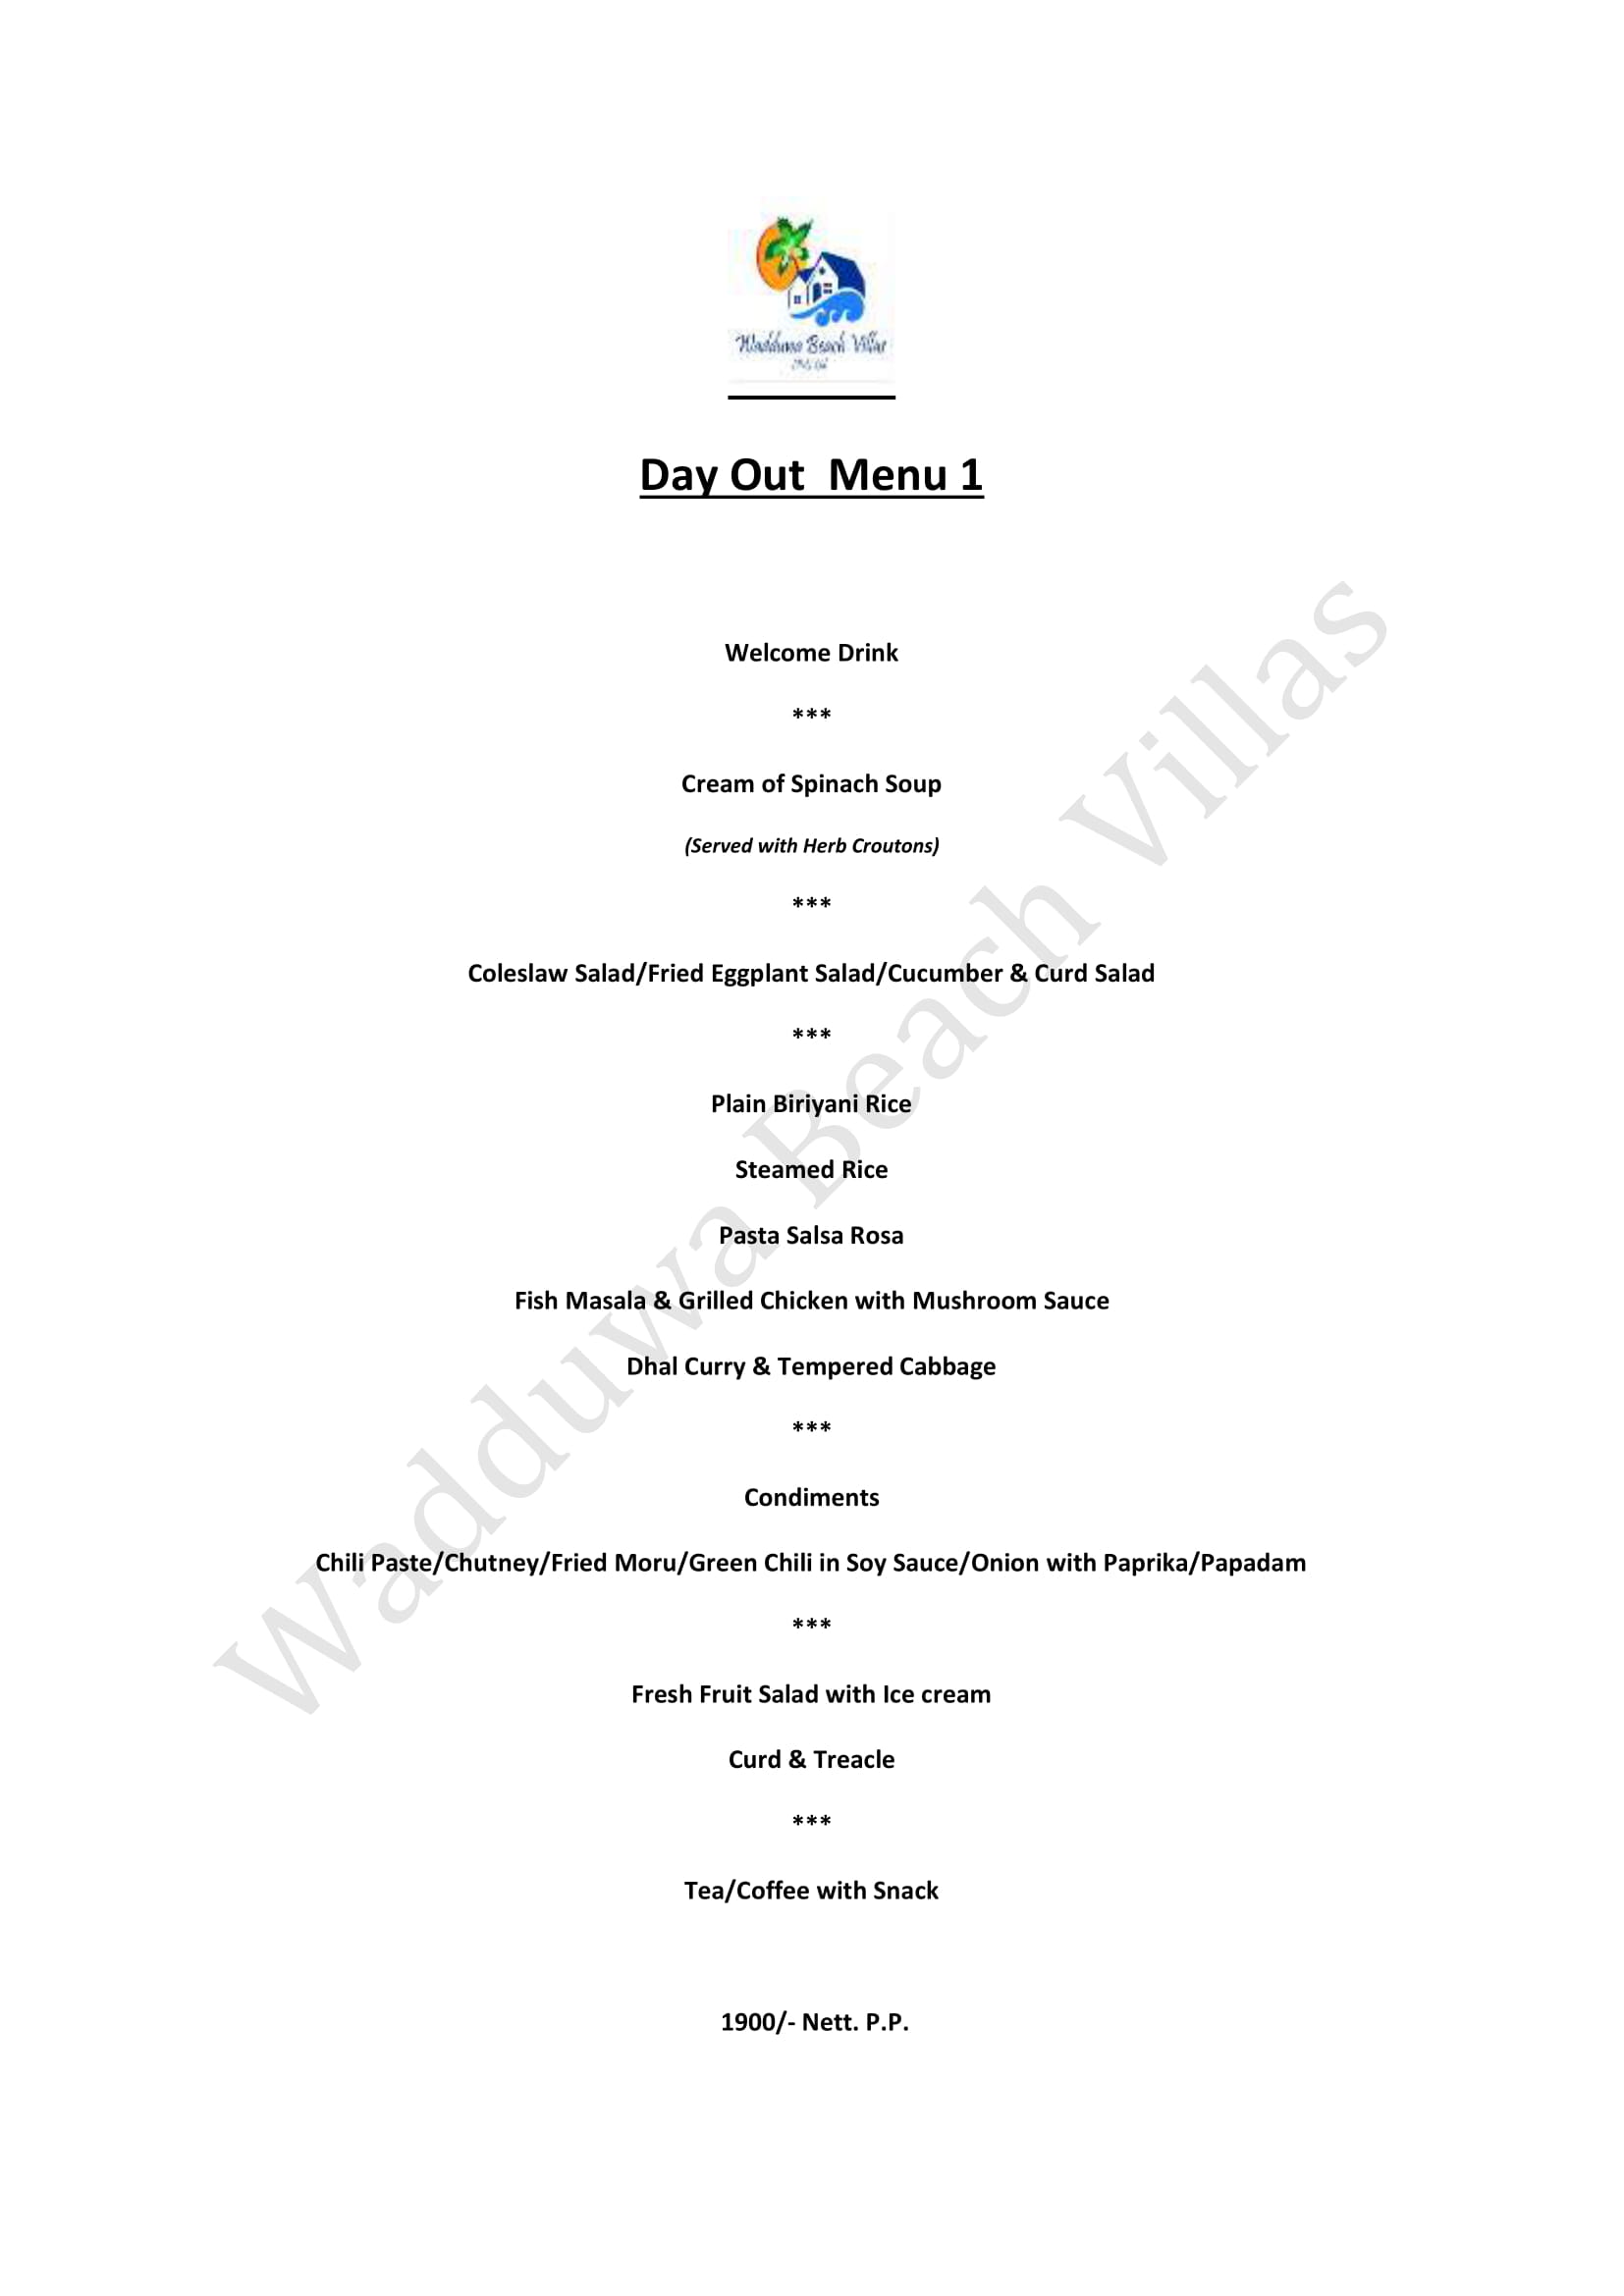 Wadduwa Beach Villas
Day Out  Menu 1
Welcome Drink
***
Cream of Spinach Soup
(Served with Herb Croutons)
***
Coleslaw Salad/Fried Eggplant Salad/Cucumber & Curd Salad
***
Plain Biriyani Rice
Steamed Rice
Pasta Salsa Rosa
Fish Masala & Grilled Chicken with Mushroom Sauce
Dhal Curry & Tempered Cabbage
***
Condiments
Chili Paste/Chutney/Fried Moru/Green Chili in Soy Sauce/Onion with Paprika/Papadam
***
Fresh Fruit Salad with Ice cream
Curd & Treacle
***
Tea/Coffee with Snack
1900/- Nett. P.P.
Wadduwa Beach Villas